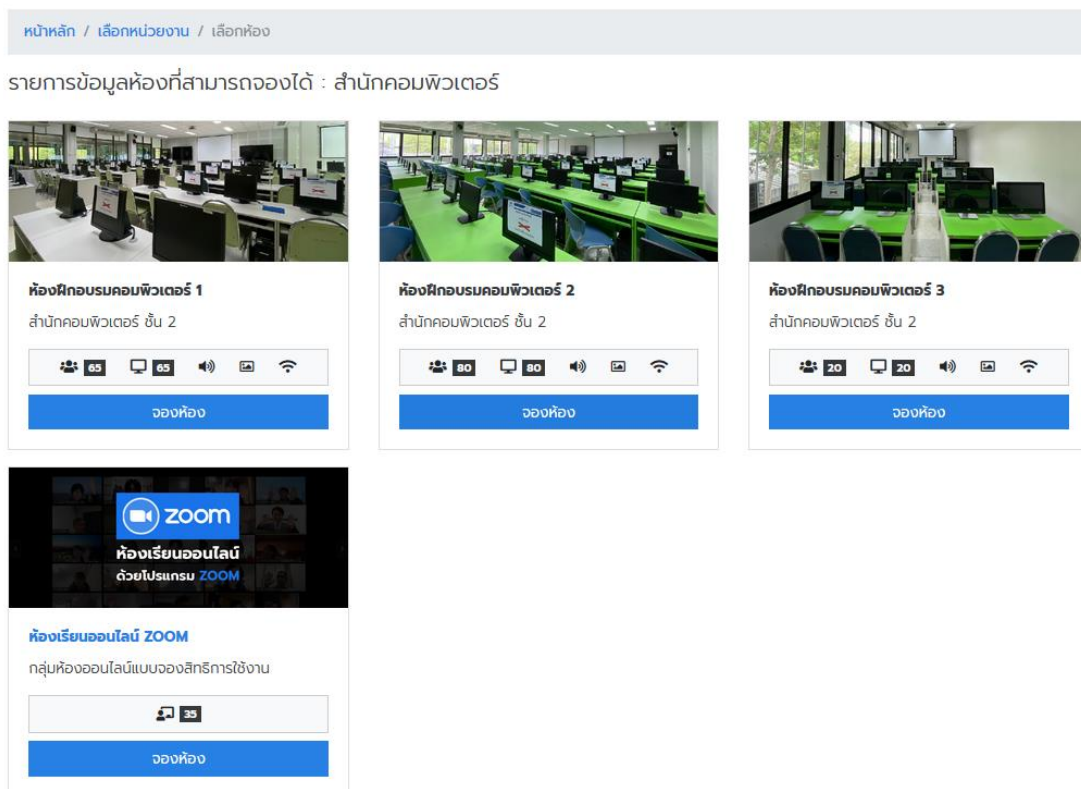 หน้าหลัก / เลือกหน่วยงาน / เลือกห้อง
รายการข้อมูลห้องที่สามารถจองได้ : สำนักคอมพิวเตอร์
ห้องฝึกอบรมคอมพิวเตอร์ 1
สำนักคอมพิวเตอร์ ชั้น 2
65 65
จองห้อง
ห้องฝึกอบรมคอมพิวเตอร์ 2
สำนักคอมพิวเตอร์ ชั้น 2
80 80
จองห้อง
ห้องฝึกอบรมคอมพิวเตอร์ 3
สำนักคอมพิวเตอร์ ชั้น 2
20 20
จองห้อง
zoom
ห้องเรียนออนไลน์
ด้วยโปรแกรม ZOOM
ห้องเรียนออนไลน์ ZOOM
กลุ่มห้องออนไลน์แบบจองสิทธิการใช้งาน
35
จองห้อง